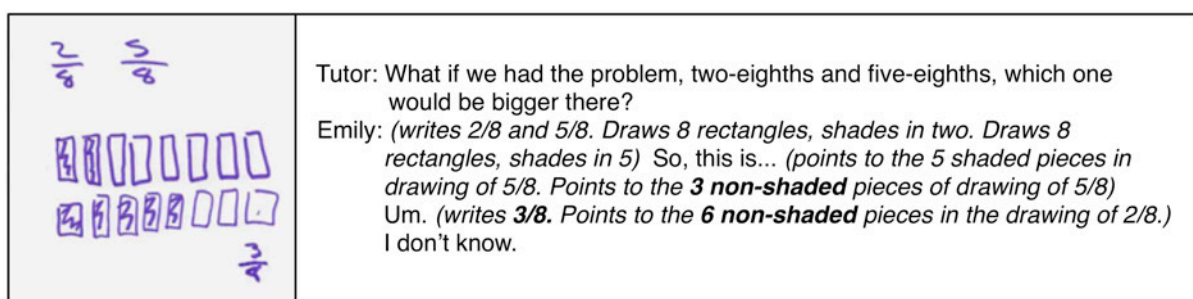 2/8 5/8
3/8
Tutor: What if we had the problem, two-eighths and five-eighths, which one
would be bigger there?
Emily: (writes 2/8 and 5/8. Draws 8 rectangles, shades in two. Draws 8
rectangles, shades in 5) So, this is... (points to the 5 shaded pieces in
drawing of 5/8. Points to the 3 non-shaded pieces of drawing of 5/8)
Um. (writes 3/8. Points to the 6 non-shaded pieces in the drawing of 2/8.)
I don't know.